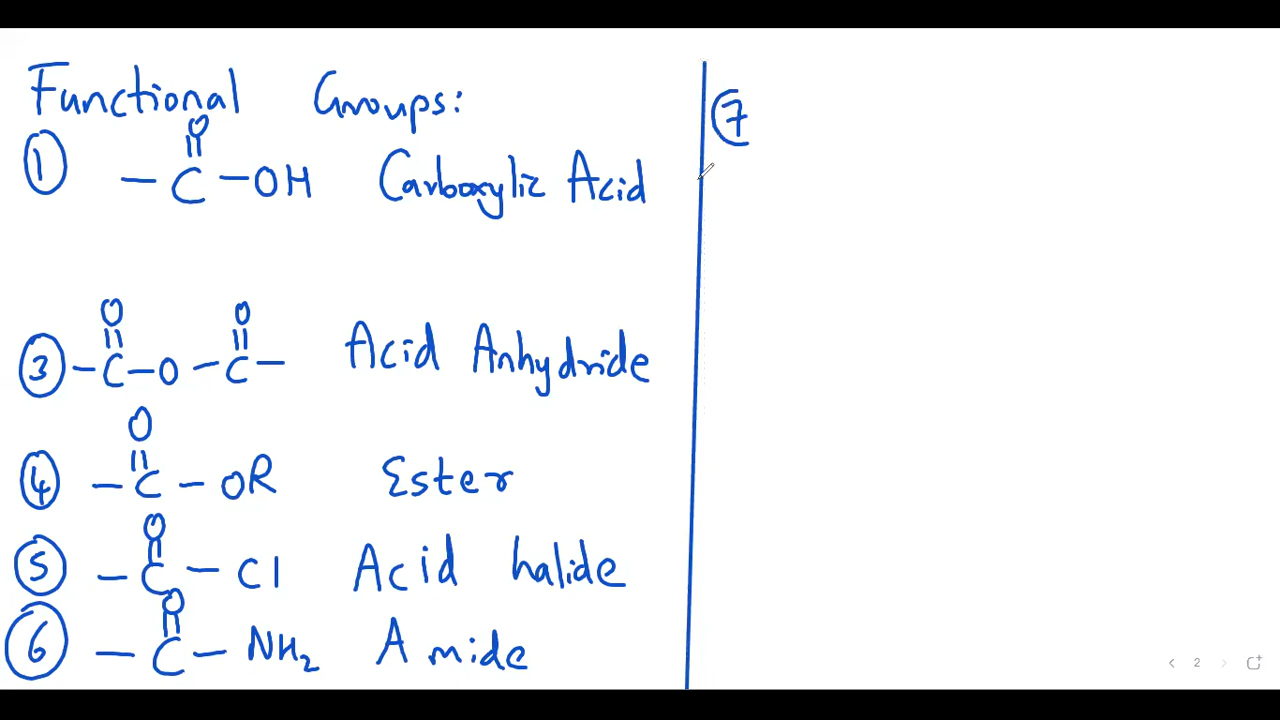 Functional Groups:
O
① — C — OH Carboxylic Acid
O O
③ — C — O — C — Acid Anhydride
O
④ — C — OR Ester
O
⑤ — C — Cl Acid halide
O
⑥ — C — NH₂ Amide
⑦
2